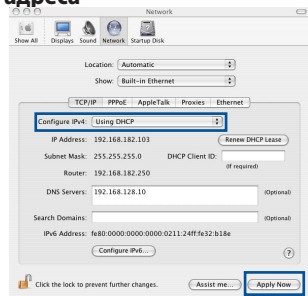 адреса
Network
Show All Displays Sound Network Startup Disk
Location: Automatic
Show: Built-in Ethernet
TCP/IP PPPoE AppleTalk Proxies Ethernet
Configure IPv4: Using DHCP
IP Address: 192.168.182.103 Renew DHCP Lease
Subnet Mask: 255.255.255.0 DHCP Client ID:
(If required)
Router: 192.168.182.250
DNS Servers: 192.168.128.10 (Optional)
Search Domains: (Optional)
IPv6 Address: fe80:0000:0000:0000:0211:24ff:fe32:b18e
Configure IPv6... ?
Click the lock to prevent further changes. Assist me... Apply Now